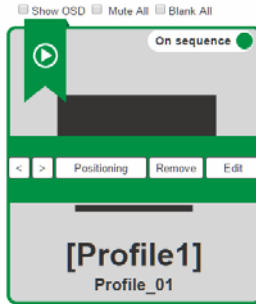 Show OSD Mute All Blank All
On sequence
< > Positioning Remove Edit
[Profile1]
Profile_01